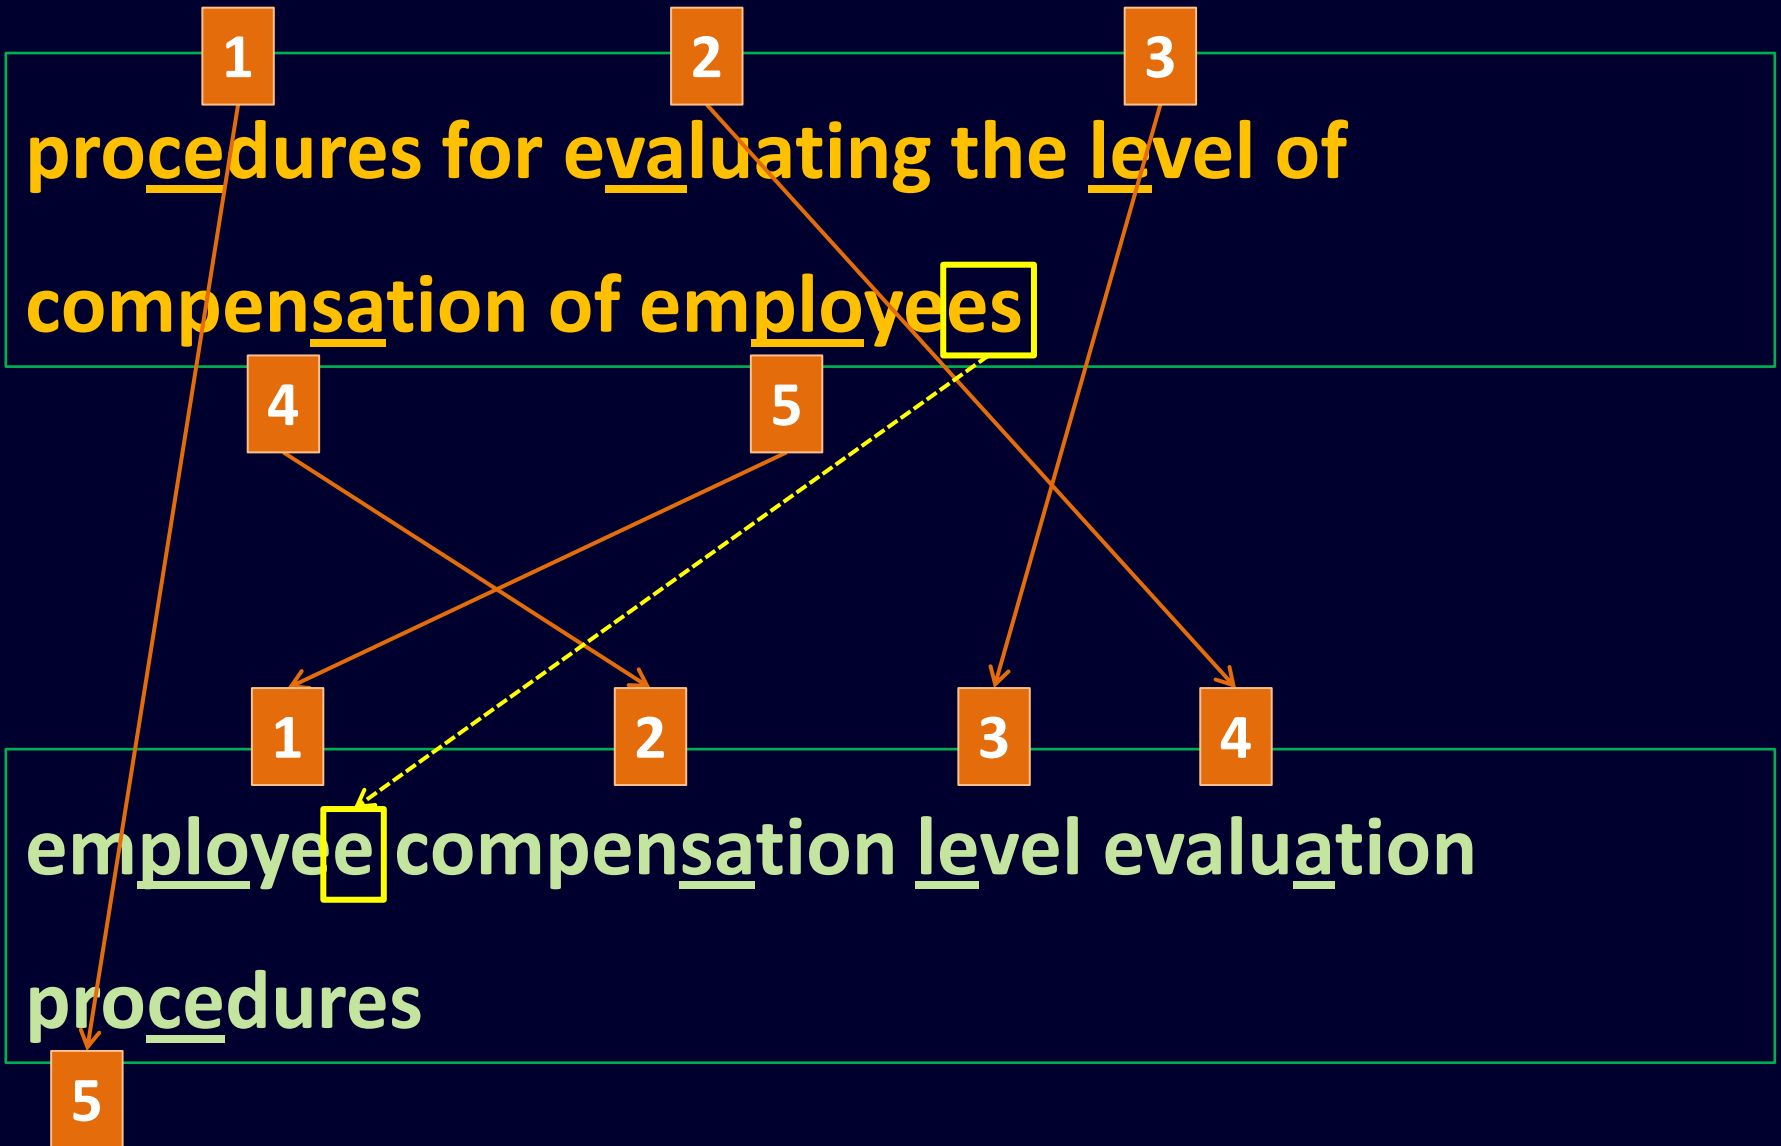 1 2 3
procedures for evaluating the level of
compensation of employees
4 5
1 2 3 4
employee compensation level evaluation
procedures
5